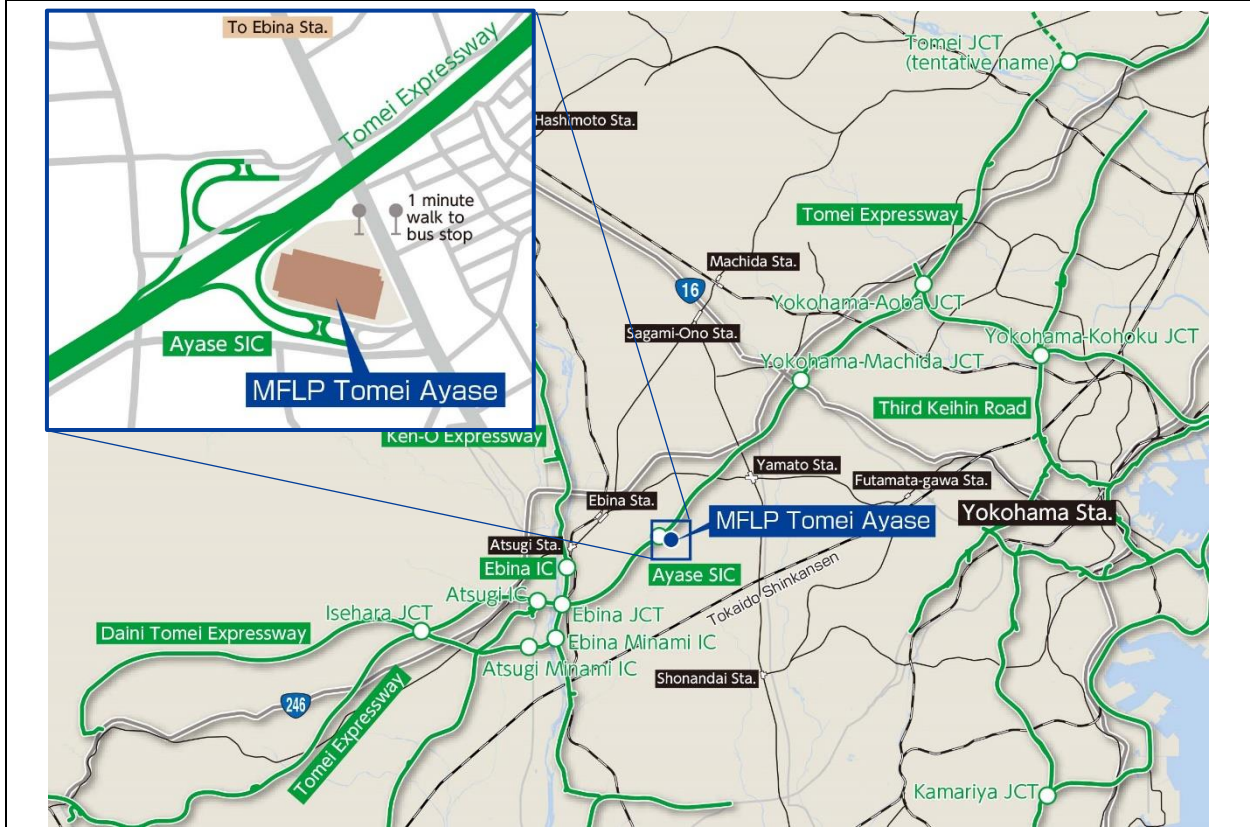 To Ebina Sta.
Tomei Expressway
1 minute
walk to
bus stop
Ayase SIC
MFLP Tomei Ayase
Tomei JCT
(tentative name)
Hashimoto Sta.
Tomei Expressway
Machida Sta.
16
Yokohama-Aoba JCT
Sagami-Ono Sta.
Yokohama-Kohoku JCT
Yokohama-Machida JCT
Third Keihin Road
Ken-O Expressway
Yamato Sta.
Futamata-gawa Sta.
Ebina Sta.
Yokohama Sta.
MFLP Tomei Ayase
Atsugi Sta.
Ebina IC
Ayase SIC
Tokaido Shinkansen
Atsugi IC
Isehara JCT
Ebina JCT
Daini Tomei Expressway
Ebina Minami IC
Atsugi Minami IC
Shonandai Sta.
246
Tomei Expressway
Kamariya JCT